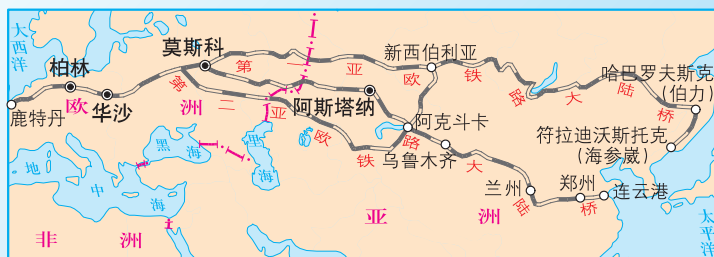 大西洋
莫斯科
第一亚欧铁路大陆桥
新西伯利亚
哈巴罗夫斯克
(伯力)
柏林
第二亚欧铁路大陆桥
欧洲
华沙
阿斯塔纳
鹿特丹
阿克斗卡
符拉迪沃斯托克
(海参崴)
黑海
里海
乌鲁木齐
地中海
兰州
郑州
连云港
亚洲
非洲
太平洋